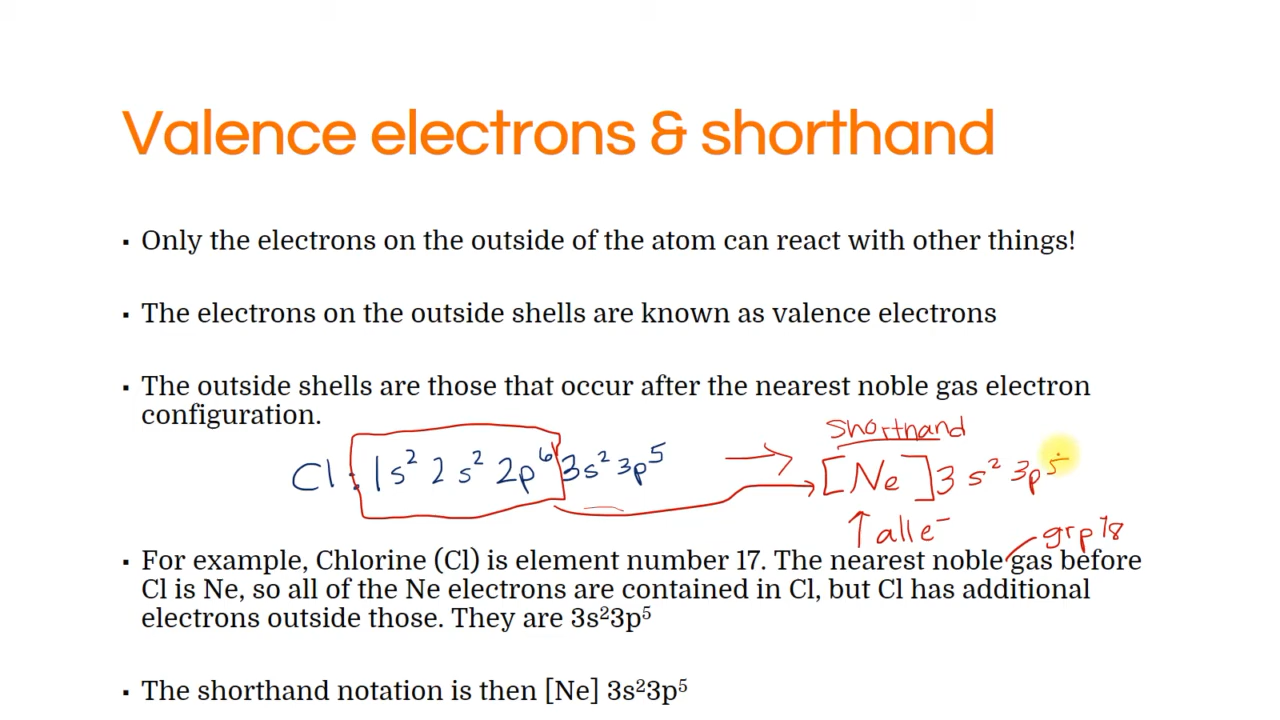 Valence electrons & shorthand
▪ Only the electrons on the outside of the atom can react with other things!
▪ The electrons on the outside shells are known as valence electrons
▪ The outside shells are those that occur after the nearest noble gas electron
configuration.
Shorthand
Cl : 1s² 2s² 2p⁶ 3s² 3p⁵ → [Ne] 3s² 3p⁵
↑ all e⁻
grp 18
▪ For example, Chlorine (Cl) is element number 17. The nearest noble gas before
Cl is Ne, so all of the Ne electrons are contained in Cl, but Cl has additional
electrons outside those. They are 3s²3p⁵
▪ The shorthand notation is then [Ne] 3s²3p⁵